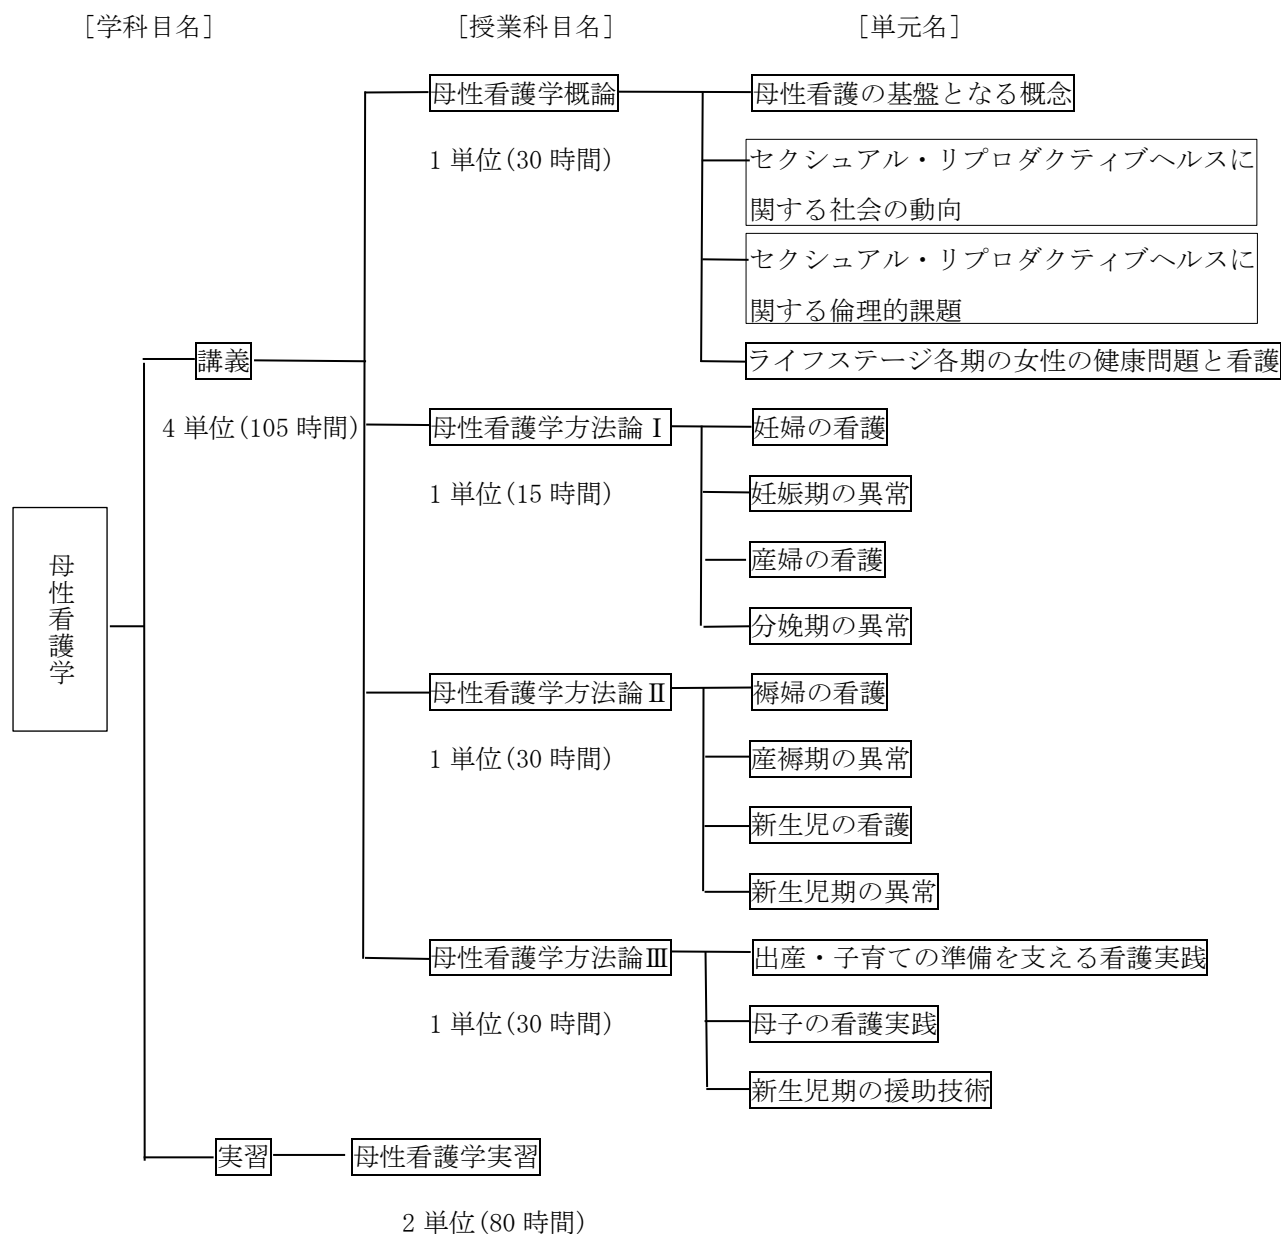 ［学科目名］
［授業科目名］
［単元名］
母性看護学概論
母性看護の基盤となる概念
1 単位(30 時間)
セクシュアル・リプロダクティブヘルスに
関する社会の動向
セクシュアル・リプロダクティブヘルスに
関する倫理的課題
講義
ライフステージ各期の女性の健康問題と看護
4 単位(105 時間)
母性看護学方法論Ⅰ
妊婦の看護
1 単位(15 時間)
妊娠期の異常
産婦の看護
分娩期の異常
母性看護学
母性看護学方法論Ⅱ
褥婦の看護
1 単位(30 時間)
産褥期の異常
新生児の看護
新生児期の異常
母性看護学方法論Ⅲ
出産・子育ての準備を支える看護実践
1 単位(30 時間)
母子の看護実践
新生児期の援助技術
実習
母性看護学実習
2 単位(80 時間)